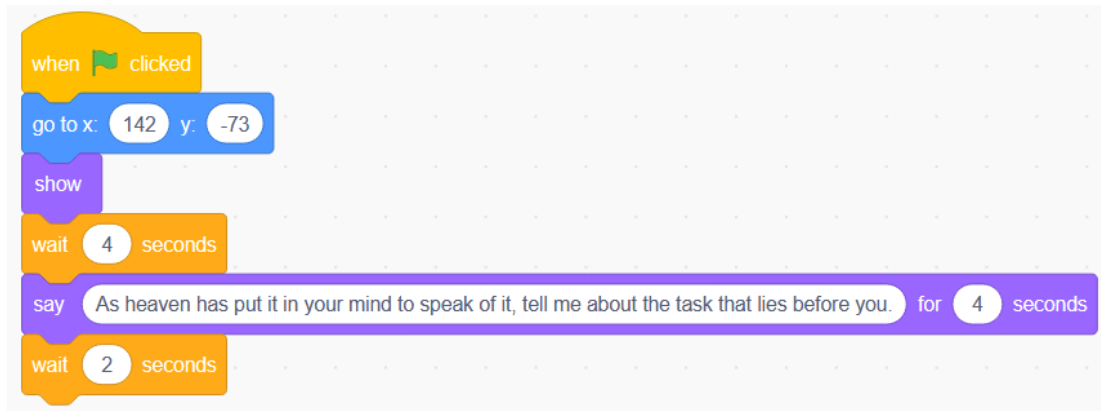 when clicked
go to x: 142 y: -73
show
wait 4 seconds
say As heaven has put it in your mind to speak of it, tell me about the task that lies before you. for 4 seconds
wait 2 seconds